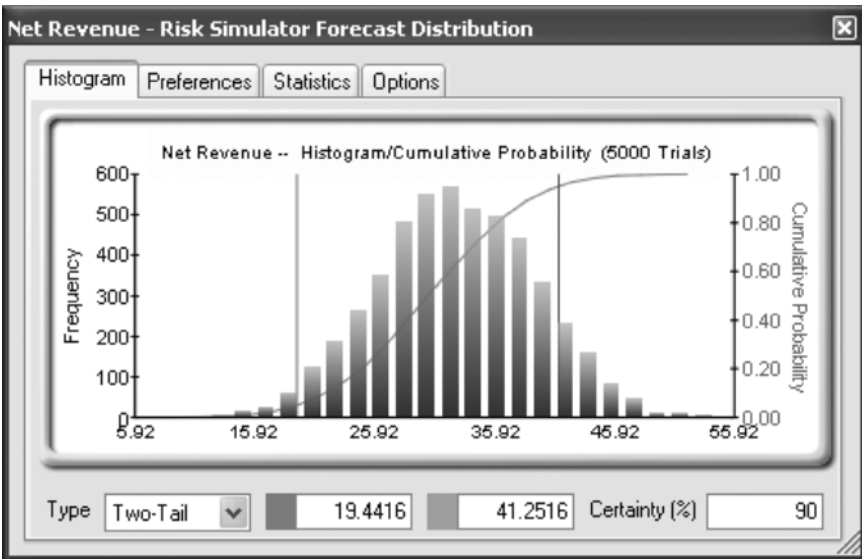 Net Revenue - Risk Simulator Forecast Distribution
Histogram Preferences Statistics Options
Net Revenue -- Histogram/Cumulative Probability (5000 Trials)
Frequency
600
500
400
300
200
100
0
5.92 15.92 25.92 35.92 45.92 55.92
1.00
0.80
0.60
0.40
0.20
0.00
Cumulative Probability
Type Two-Tail 19.4416 41.2516 Certainty (%) 90